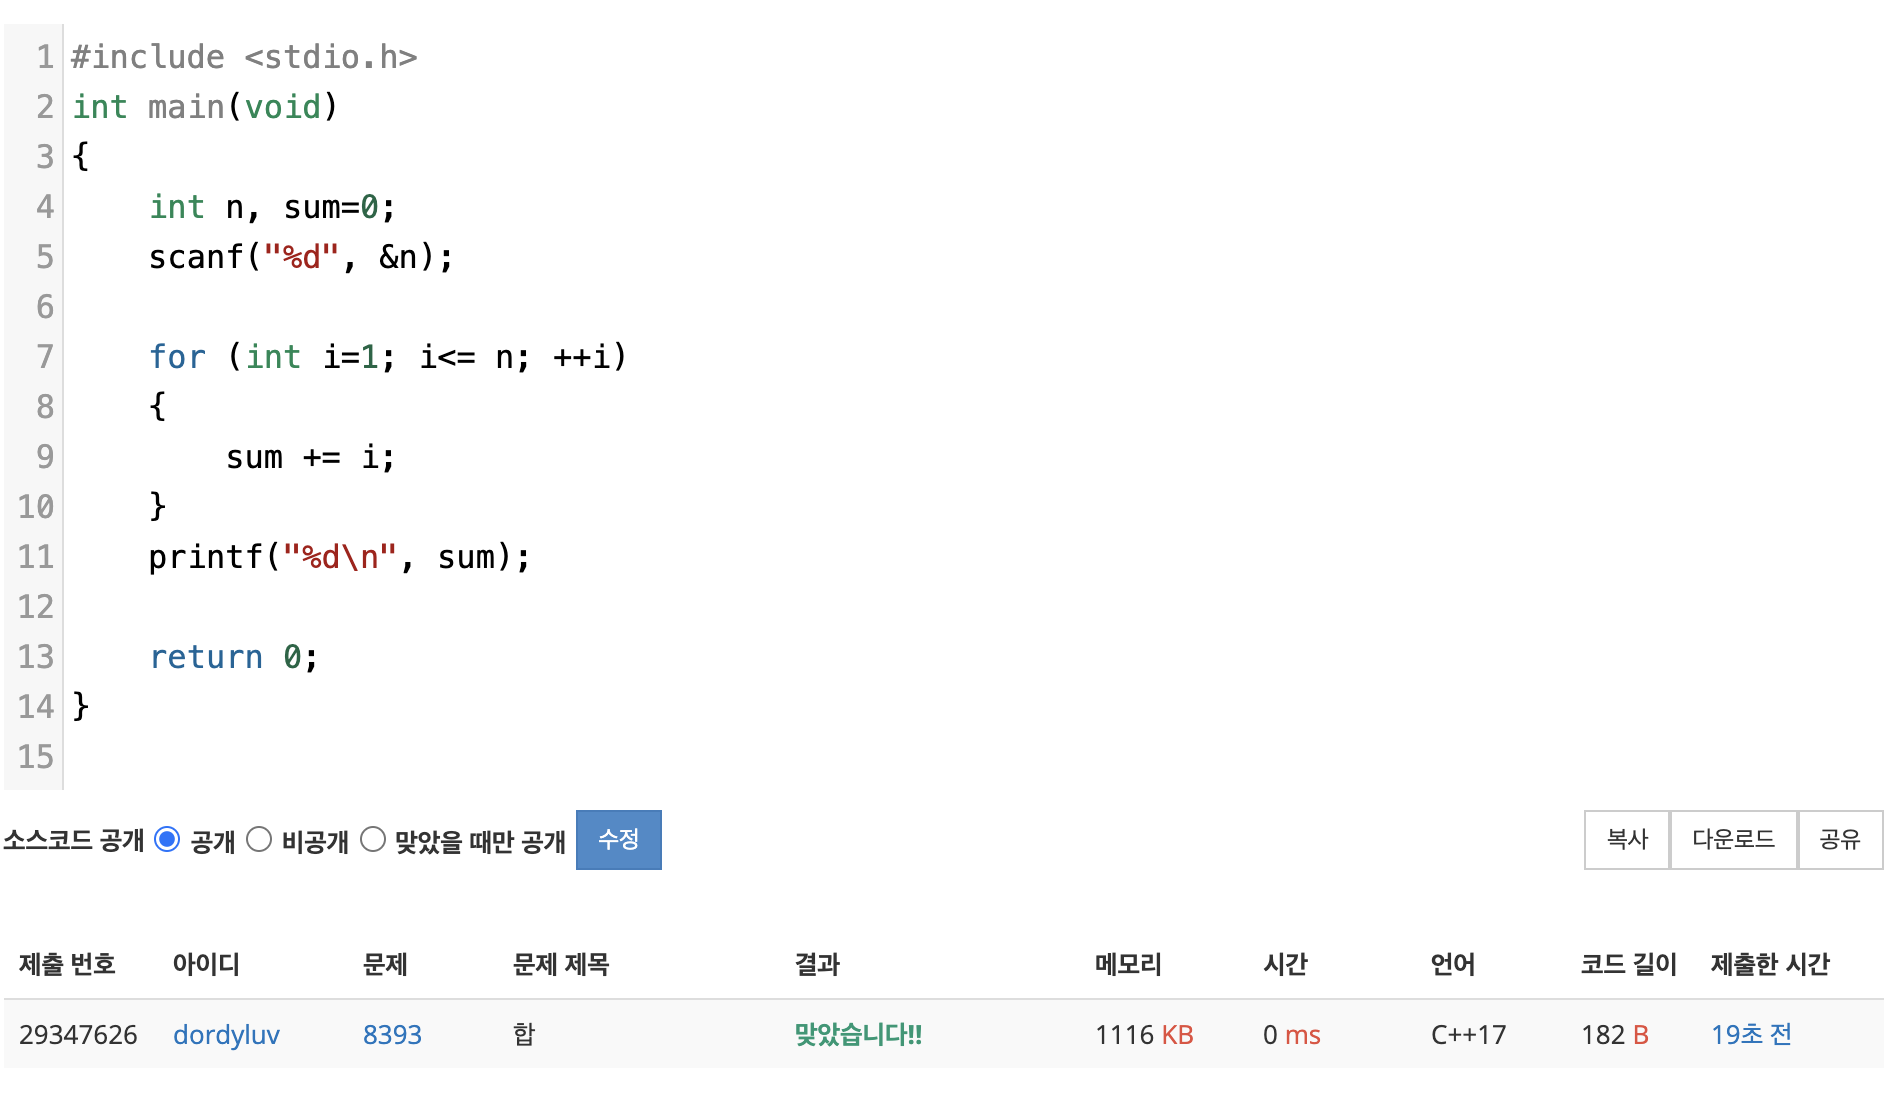 1 #include <stdio.h>
2 int main(void)
3 {
4     int n, sum=0;
5     scanf("%d", &n);
6
7     for (int i=1; i<= n; ++i)
8     {
9         sum += i;
10     }
11     printf("%d\n", sum);
12
13     return 0;
14 }
15
소스코드 공개 공개 비공개 맞았을 때만 공개 수정 복사 다운로드 공유
제출 번호 아이디 문제 문제 제목 결과 메모리 시간 언어 코드 길이 제출한 시간
29347626 dordyluv 8393 합 맞았습니다!! 1116 KB 0 ms C++17 182 B 19초 전